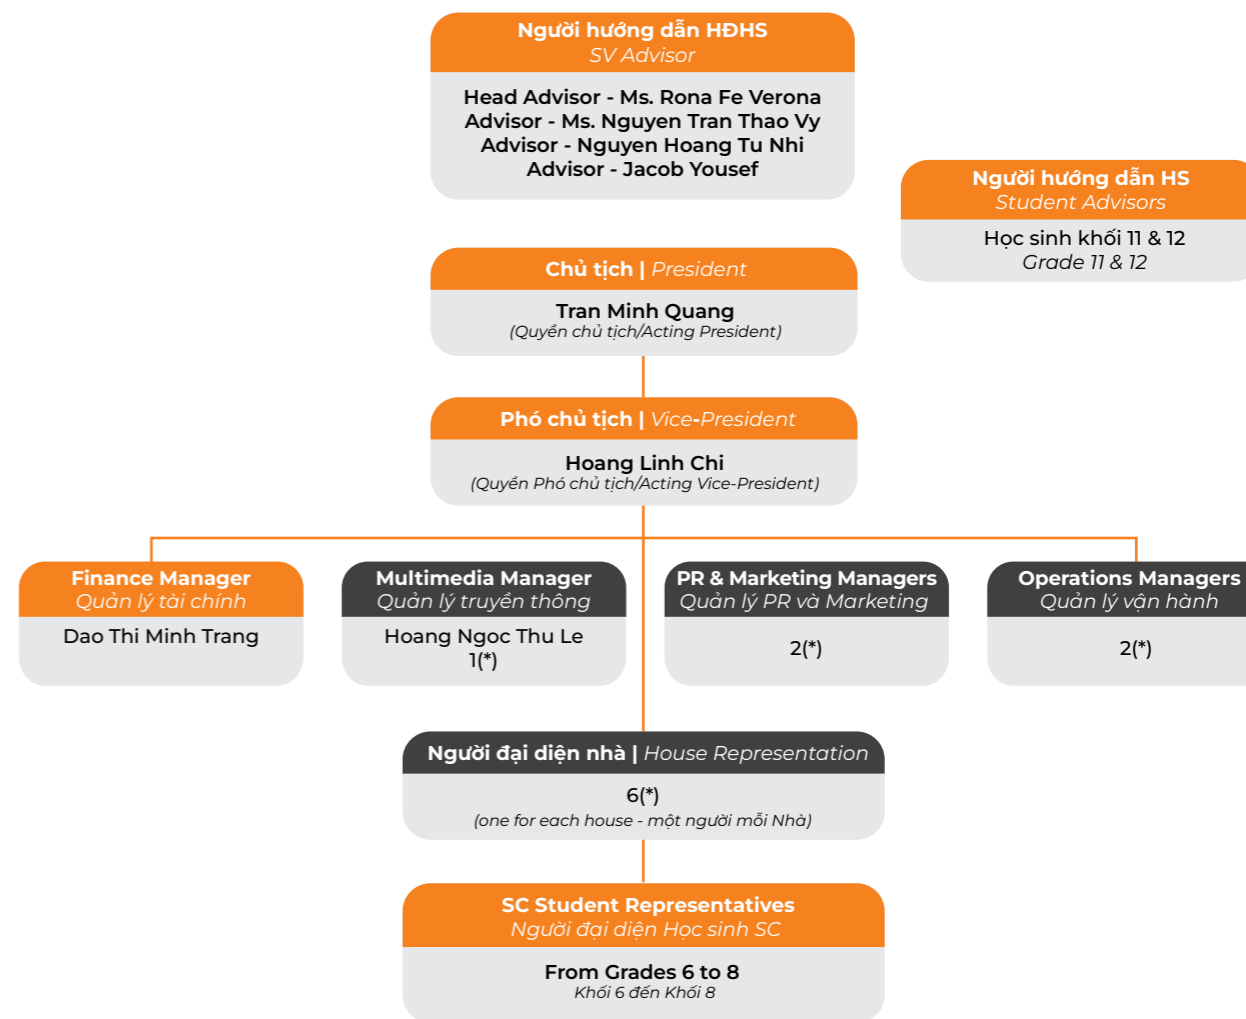 Người hướng dẫn HĐHS
SV Advisor
Head Advisor - Ms. Rona Fe Verona
Advisor - Ms. Nguyen Tran Thao Vy
Advisor - Nguyen Hoang Tu Nhi
Advisor - Jacob Yousef
Người hướng dẫn HS
Student Advisors
Học sinh khối 11 & 12
Grade 11 & 12
Chủ tịch | President
Tran Minh Quang
(Quyền chủ tịch/Acting President)
Phó chủ tịch | Vice-President
Hoang Linh Chi
(Quyền Phó chủ tịch/Acting Vice-President)
Finance Manager
Quản lý tài chính
Dao Thi Minh Trang
Multimedia Manager
Quản lý truyền thông
Hoang Ngoc Thu Le
1(*)
PR & Marketing Managers
Quản lý PR và Marketing
2(*)
Operations Managers
Quản lý vận hành
2(*)
Người đại diện nhà | House Representation
6(*)
(one for each house - một người mỗi Nhà)
SC Student Representatives
Người đại diện Học sinh SC
From Grades 6 to 8
Khối 6 đến Khối 8